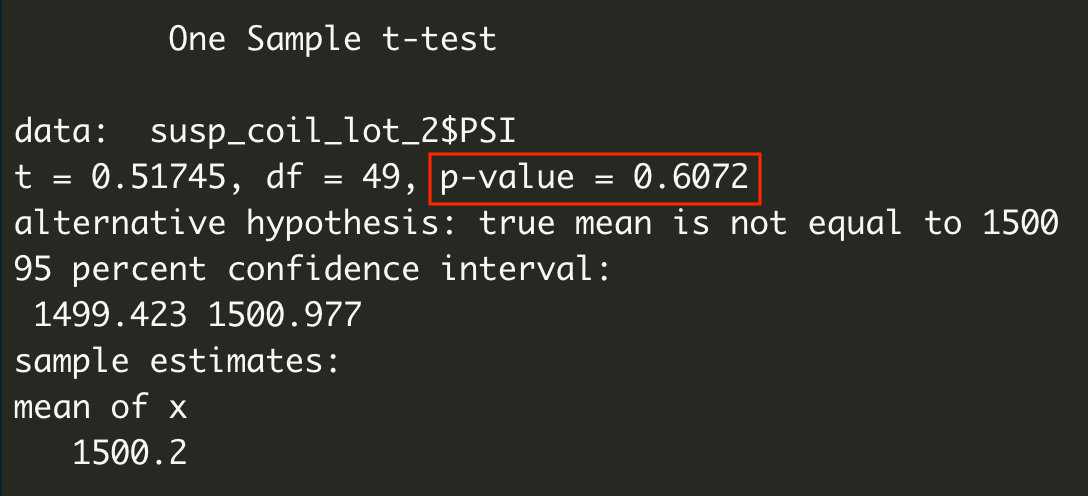 One Sample t-test
data:  susp_coil_lot_2$PSI
t = 0.51745, df = 49, p-value = 0.6072
alternative hypothesis: true mean is not equal to 1500
95 percent confidence interval:
1499.423 1500.977
sample estimates:
mean of x
1500.2